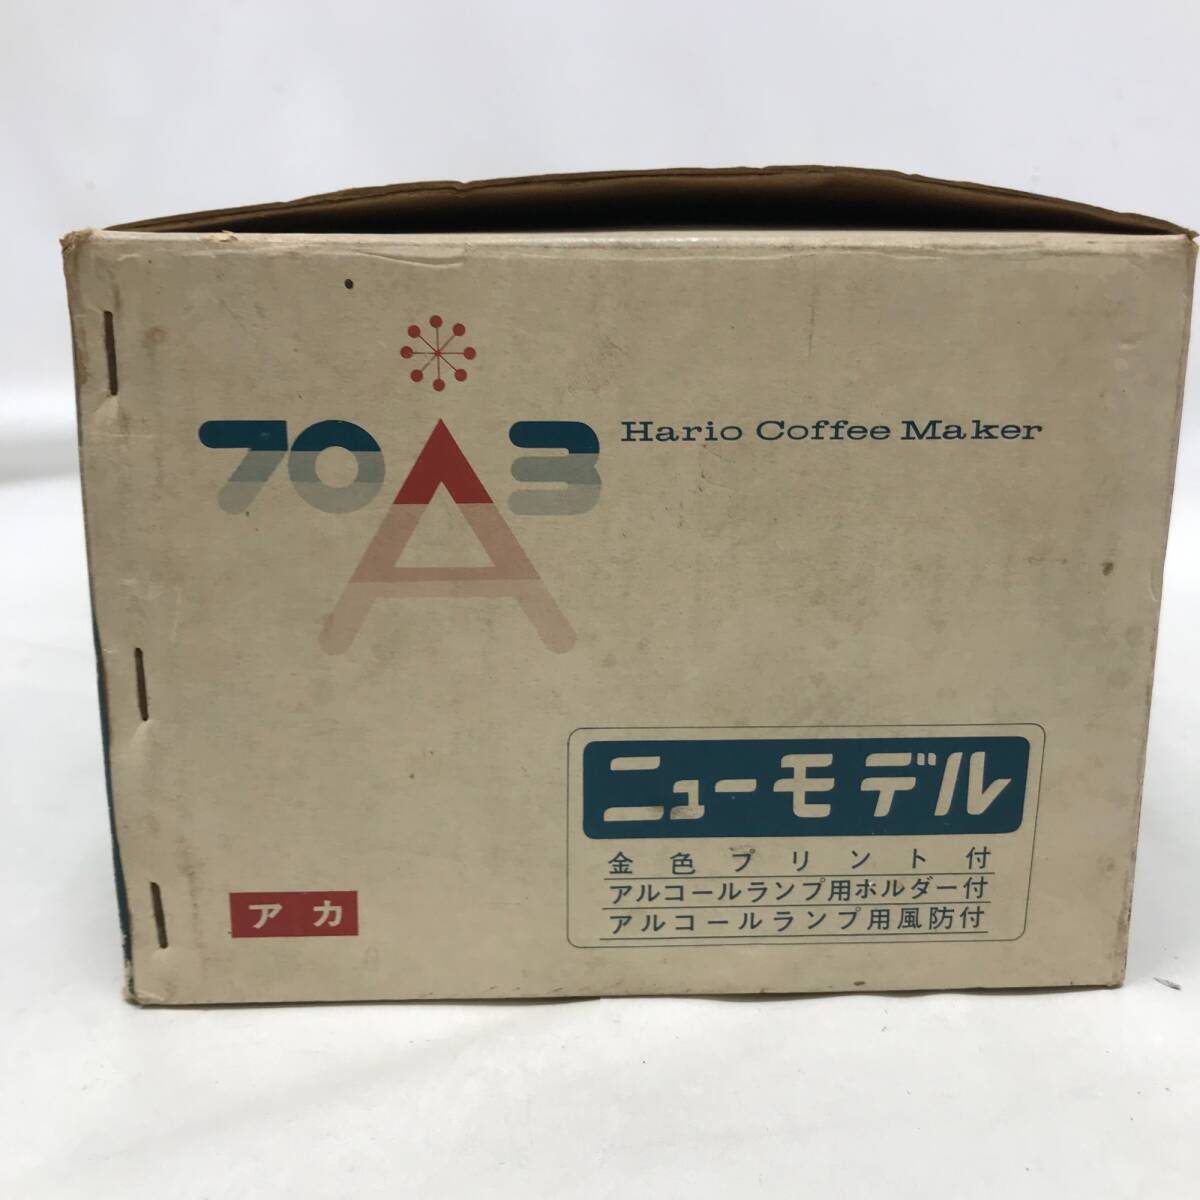 70A3
Hario Coffee Maker
ニューモデル
金色プリント付
アルコールランプ用ホルダー付
アルコールランプ用風防付
アカ